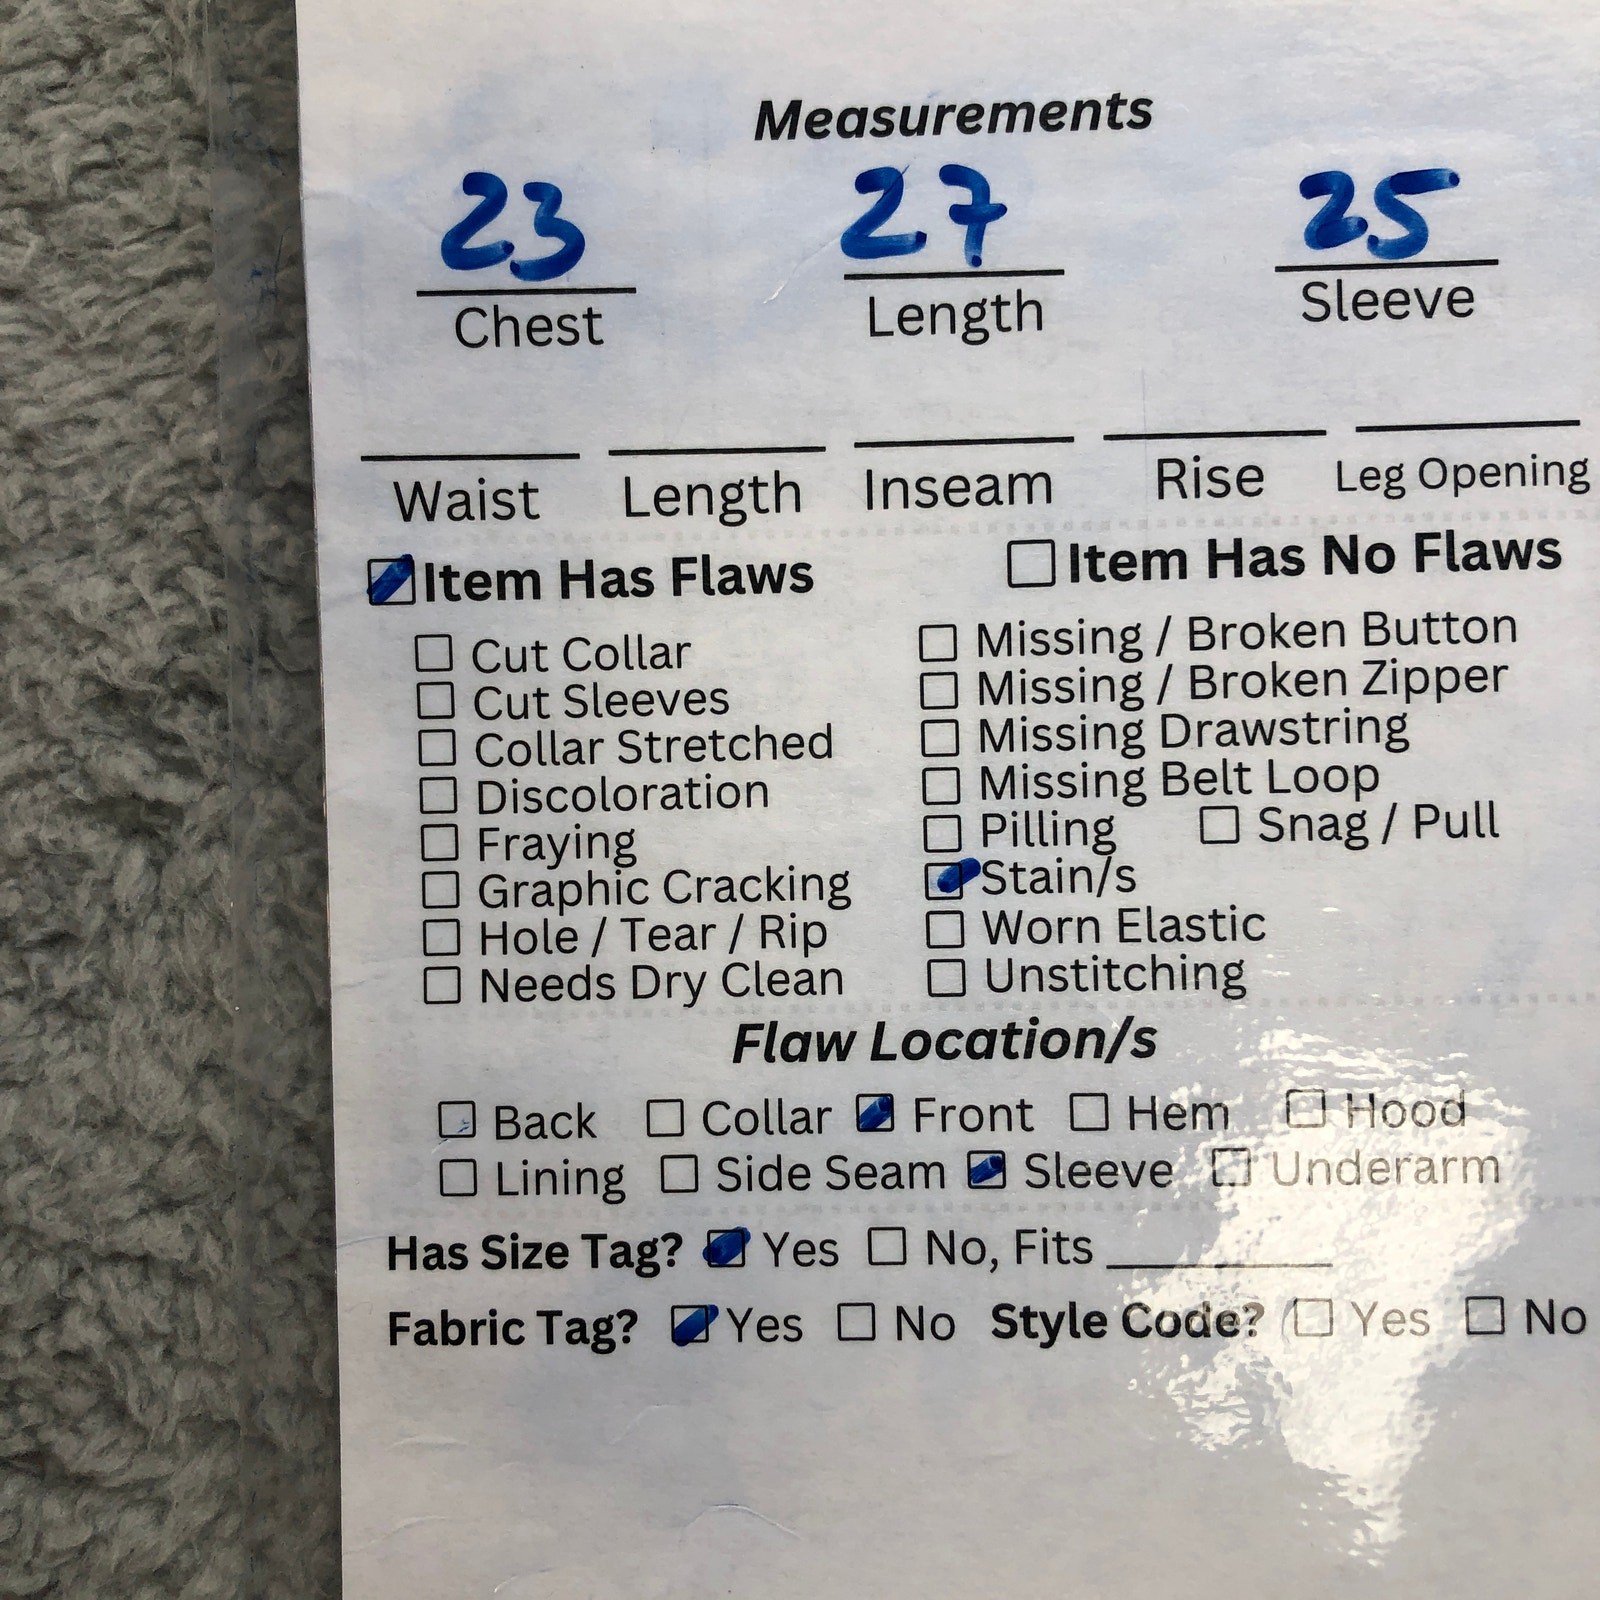 Measurements
23 27 25
Chest Length Sleeve
Waist Length Inseam Rise Leg Opening
Item Has Flaws Item Has No Flaws
Cut Collar Missing / Broken Button
Cut Sleeves Missing / Broken Zipper
Collar Stretched Missing Drawstring
Discoloration Missing Belt Loop
Fraying Pilling Snag / Pull
Graphic Cracking Stain/s
Hole / Tear / Rip Worn Elastic
Needs Dry Clean Unstitching
Flaw Location/s
Back Collar Front Hem Hood
Lining Side Seam Sleeve Underarm
Has Size Tag? Yes No, Fits
Fabric Tag? Yes No Style Code? Yes No